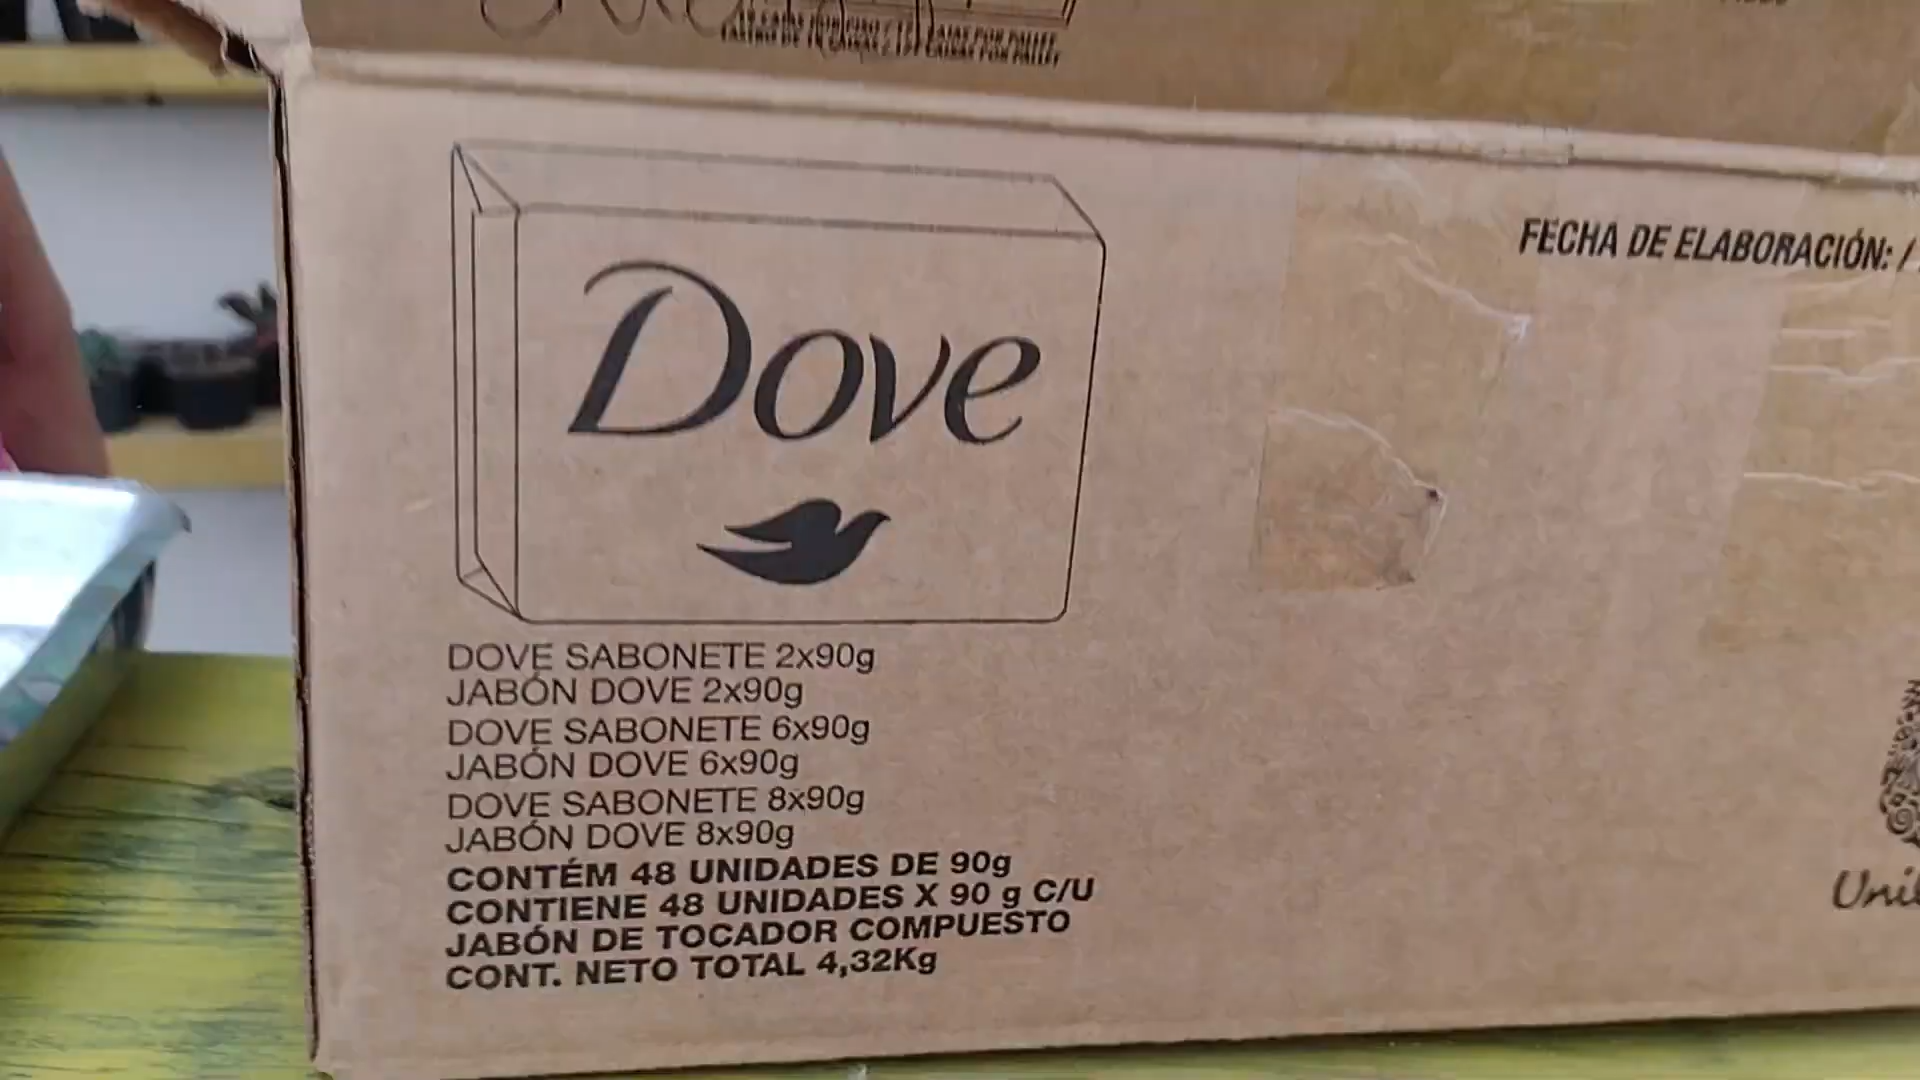 FECHA DE ELABORACIÓN: /
Dove
DOVE SABONETE 2x90g
JABÓN DOVE 2x90g
DOVE SABONETE 6x90g
JABÓN DOVE 6x90g
DOVE SABONETE 8x90g
JABÓN DOVE 8x90g
CONTÉM 48 UNIDADES DE 90g
CONTIENE 48 UNIDADES X 90 g C/U
JABÓN DE TOCADOR COMPUESTO
CONT. NETO TOTAL 4,32Kg